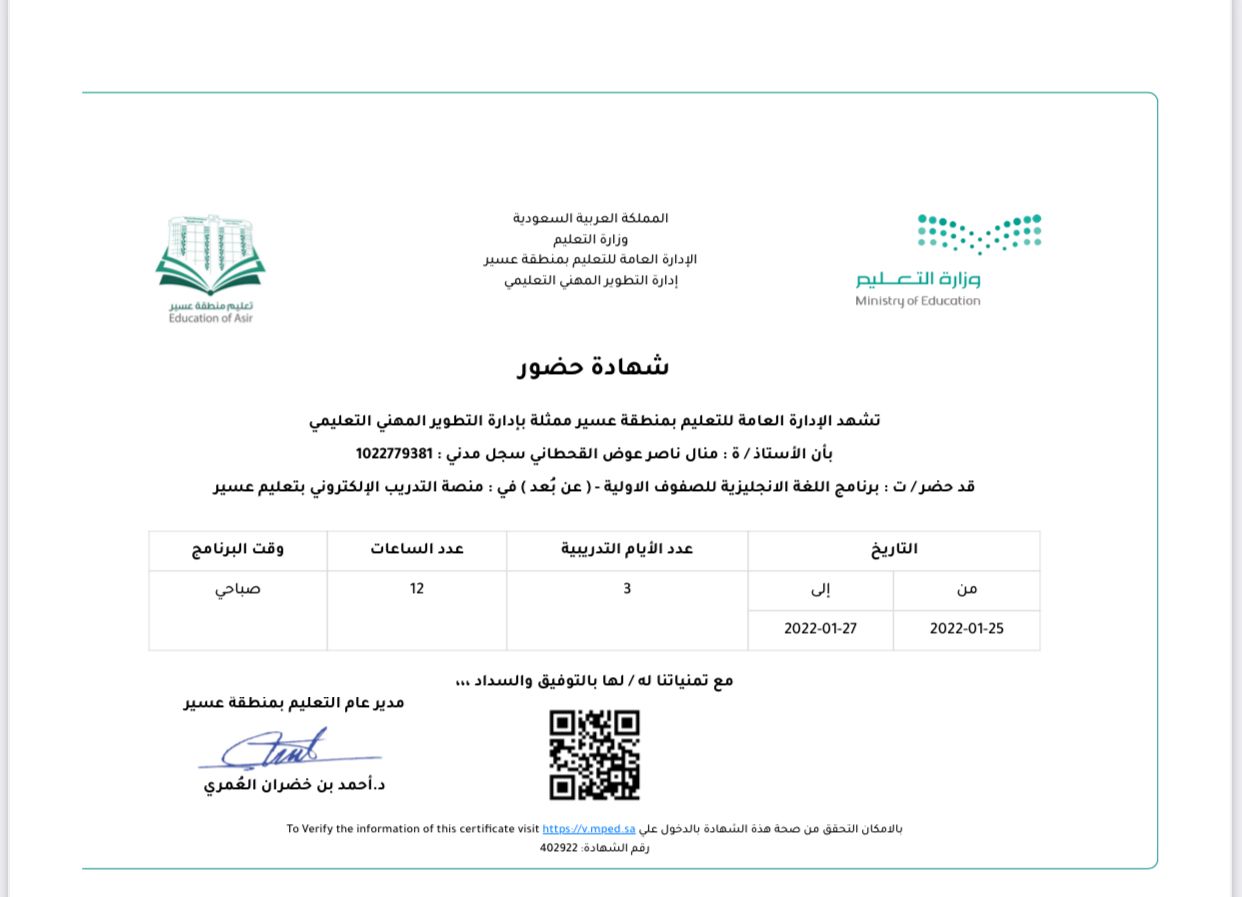 المملكة العربية السعودية
وزارة التعليم
الإدارة العامة للتعليم بمنطقة عسير
إدارة التطوير المهني التعليمي
وزارة التعـــليم
Ministry of Education
تعليم منطقة عسير
Education of Asir
شهادة حضور
تشهد الإدارة العامة للتعليم بمنطقة عسير ممثلة بإدارة التطوير المهني التعليمي
بأن الأستاذ / ة : منال ناصر عوض القحطاني سجل مدني : 1022779381
قد حضر / ت : برنامج اللغة الانجليزية للصفوف الاولية - ( عن بُعد ) في : منصة التدريب الإلكتروني بتعليم عسير
التاريخ عدد الأيام التدريبية عدد الساعات وقت البرنامج
من إلى 3 12 صباحي
2022-01-25 2022-01-27
مع تمنياتنا له / لها بالتوفيق والسداد ،،،
مدير عام التعليم بمنطقة عسير
د.أحمد بن خضران العُمري
بالامكان التحقق من صحة هذة الشهادة بالدخول علي https://v.mped.sa To Verify the information of this certificate visit
رقم الشهادة: 402922